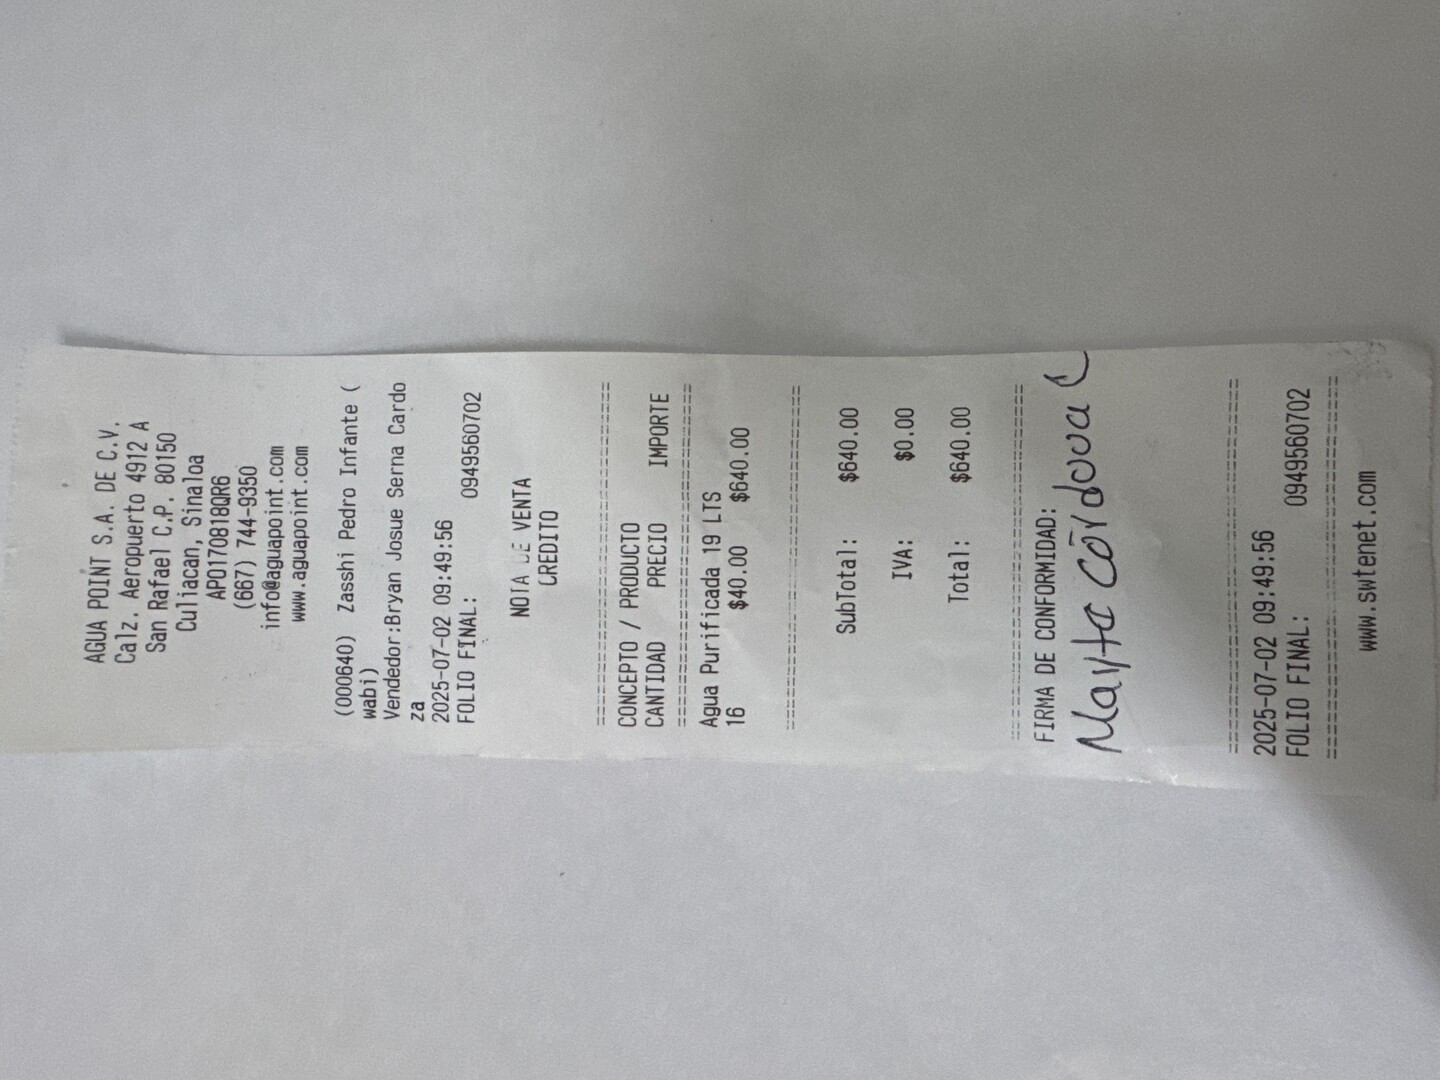 AGUA POINT S.A. DE C.V.
Calz. Aeropuerto 4912 A
San Rafael C.P. 80150
Culiacan, Sinaloa
APO170818QR6
(667) 744-9350
info@aguapoint.com
www.aguapoint.com
(000640) Zasshi Pedro Infante (
wabi)
Vendedor:Bryan Josue Serna Cardo
za
2025-07-02 09:49:56
FOLIO FINAL: 0949560702
NOTA DE VENTA
CREDITO
================================
CONCEPTO / PRODUCTO
CANTIDAD PRECIO IMPORTE
================================
Agua Purificada 19 LTS
16 $40.00 $640.00
================================
SubTotal: $640.00
IVA: $0.00
Total: $640.00
================================
FIRMA DE CONFORMIDAD:
Mayta córdova C
================================
2025-07-02 09:49:56
FOLIO FINAL: 0949560702
================================
www.swtenet.com